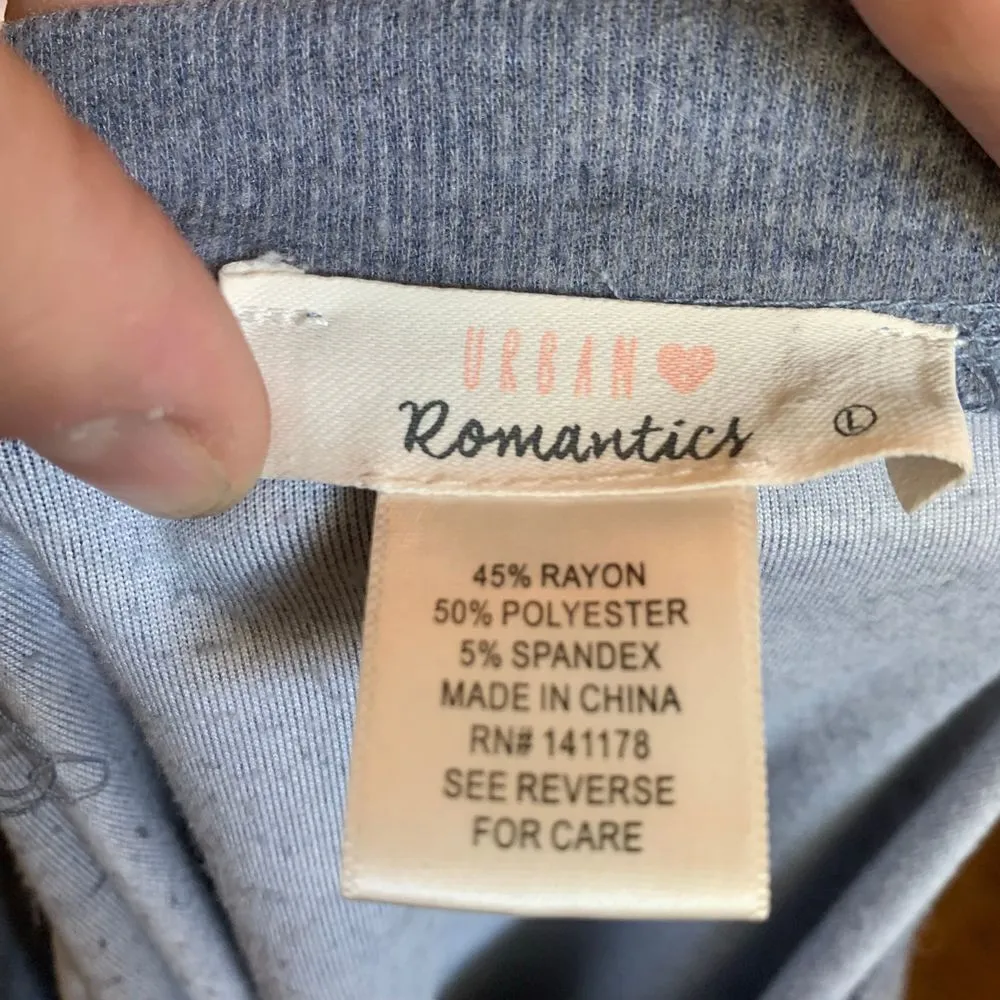 URBAN
Romantics
L
45% RAYON
50% POLYESTER
5% SPANDEX
MADE IN CHINA
RN# 141178
SEE REVERSE
FOR CARE